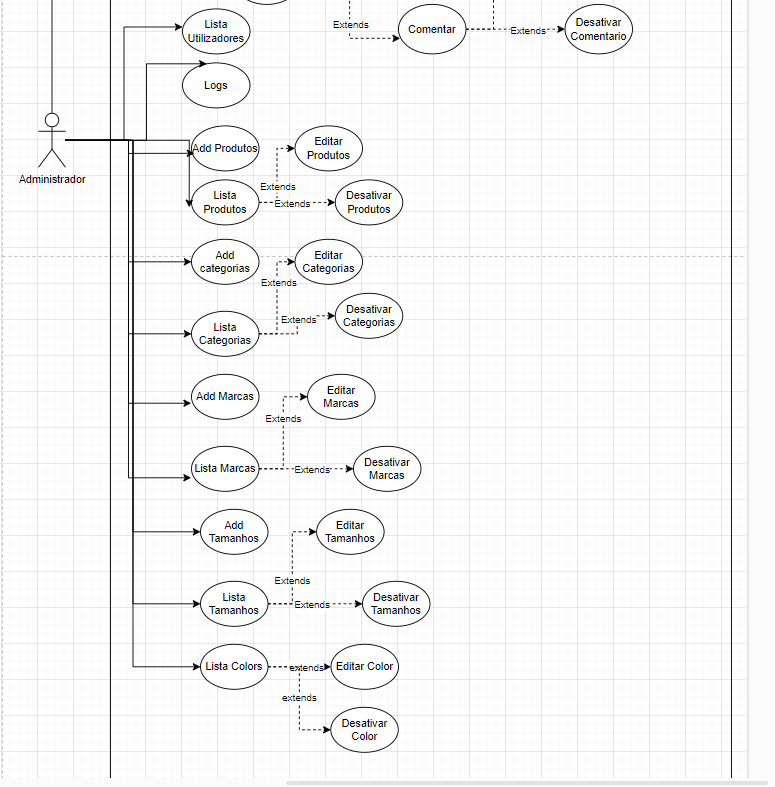 Lista
Utilizadores
Extends
Comentar
Extends
Desativar
Comentario
Logs
Administrador
Add Produtos
Editar
Produtos
Extends
Lista
Produtos
Extends
Desativar
Produtos
Add
categorias
Editar
Categorias
Extends
Lista
Categorias
Extends
Desativar
Categorias
Add Marcas
Editar
Marcas
Extends
Lista Marcas
Extends
Desativar
Marcas
Add
Tamanhos
Editar
Tamanhos
Extends
Lista
Tamanhos
Extends
Desativar
Tamanhos
Lista Colors
extends
Editar Color
extends
Desativar
Color